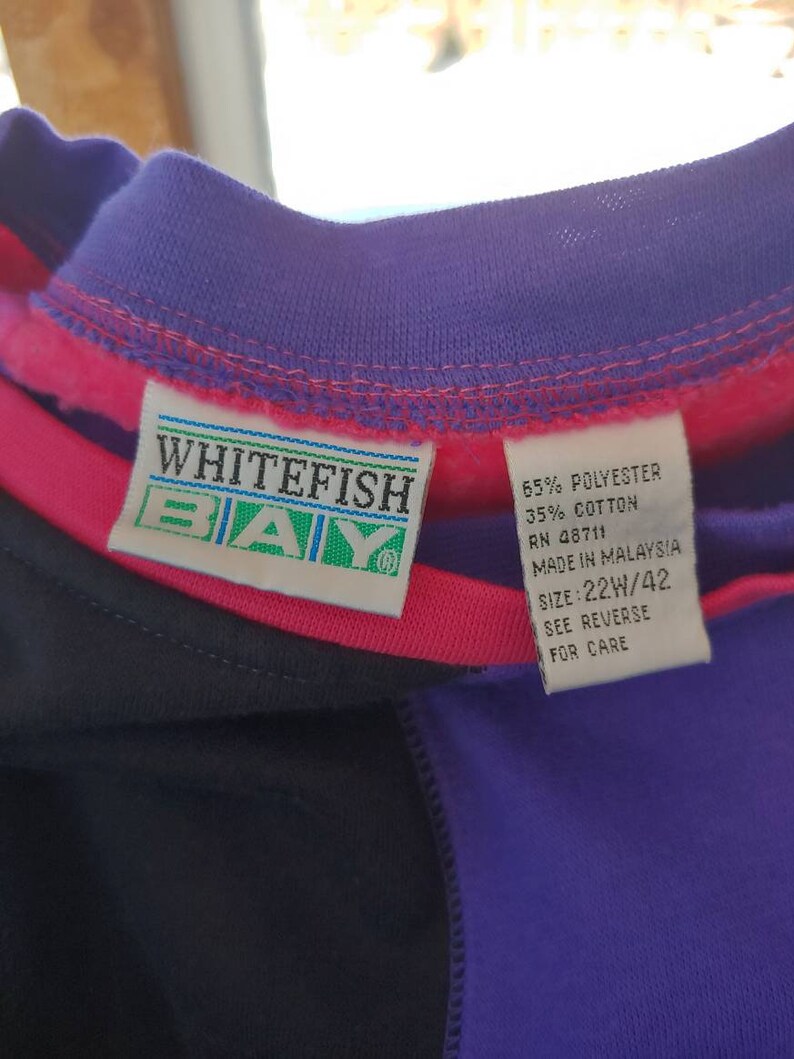 WHITEFISH
BAY®
65% POLYESTER
35% COTTON
RN 48711
MADE IN MALAYSIA
SIZE: 22W/42
SEE REVERSE
FOR CARE